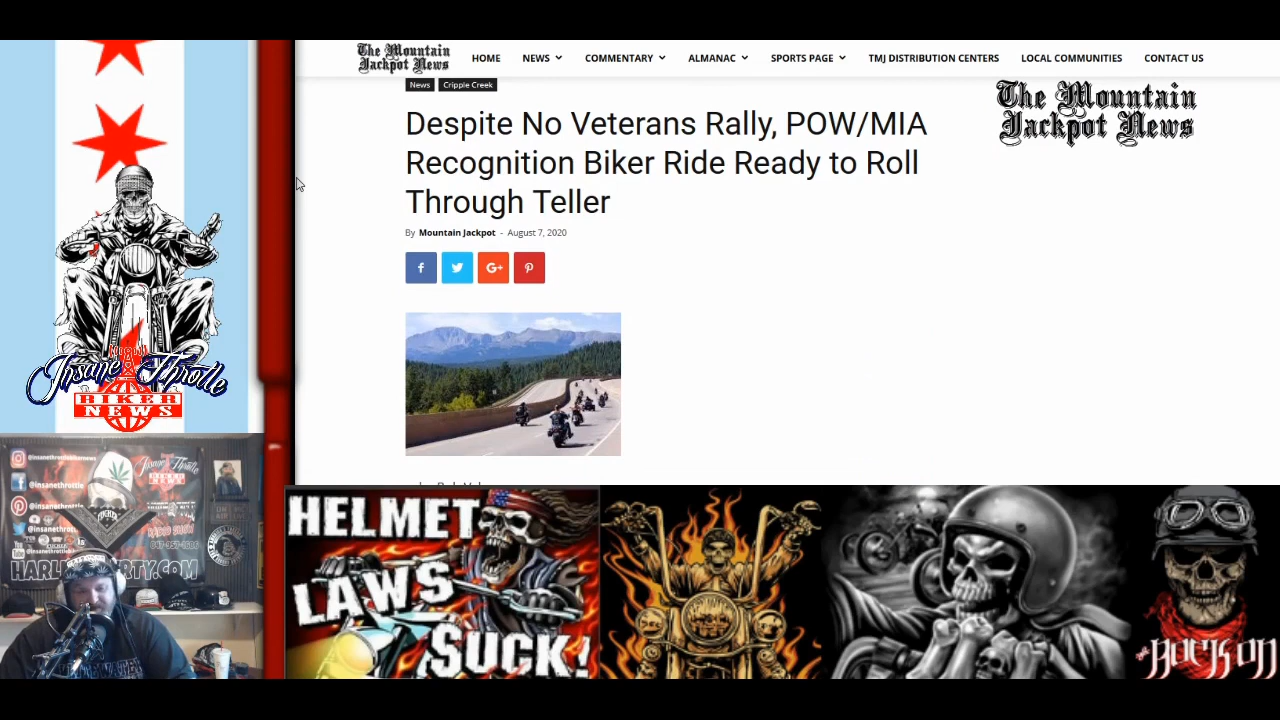 The Mountain
Jackpot News
HOME
NEWS
COMMENTARY
ALMANAC
SPORTS PAGE
TMJ DISTRIBUTION CENTERS
LOCAL COMMUNITIES
CONTACT US
News
Cripple Creek
The Mountain
Jackpot News
Despite No Veterans Rally, POW/MIA
Recognition Biker Ride Ready to Roll
Through Teller
By Mountain Jackpot - August 7, 2020
Insane Throttle
BIKER
NEWS
@insanethrottlebikernews
@insanethrottle
HELMET
LAWS
SUCK!